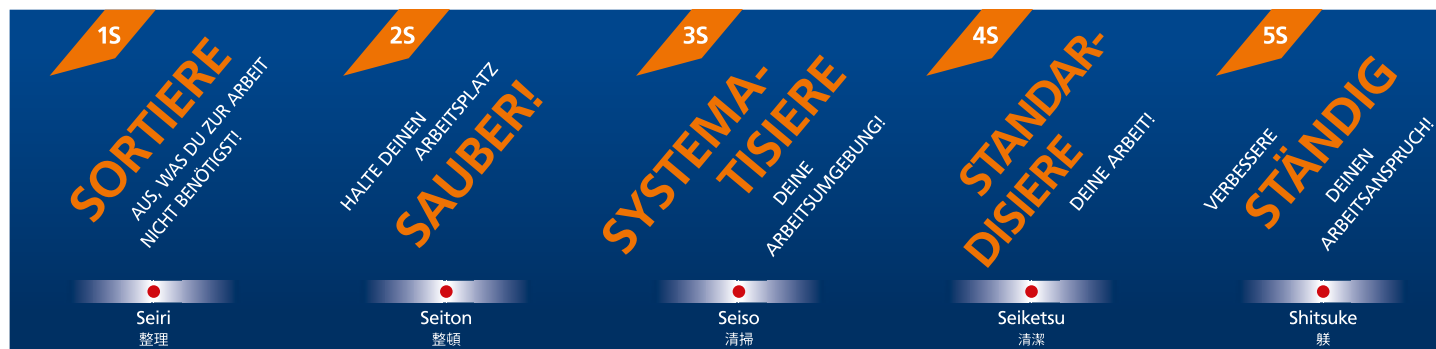 1S
SORTIERE
AUS, WAS DU ZUR ARBEIT
NICHT BENÖTIGST!
Seiri
整理
2S
HALTE DEINEN
ARBEITSPLATZ
SAUBER!
Seiton
整頓
3S
SYSTEMA-
TISIERE
DEINE
ARBEITSUMGEBUNG!
Seiso
清掃
4S
STANDAR-
DISIERE
DEINE ARBEIT!
Seiketsu
清潔
5S
VERBESSERE
STÄNDIG
DEINEN
ARBEITSANSPRUCH!
Shitsuke
躾